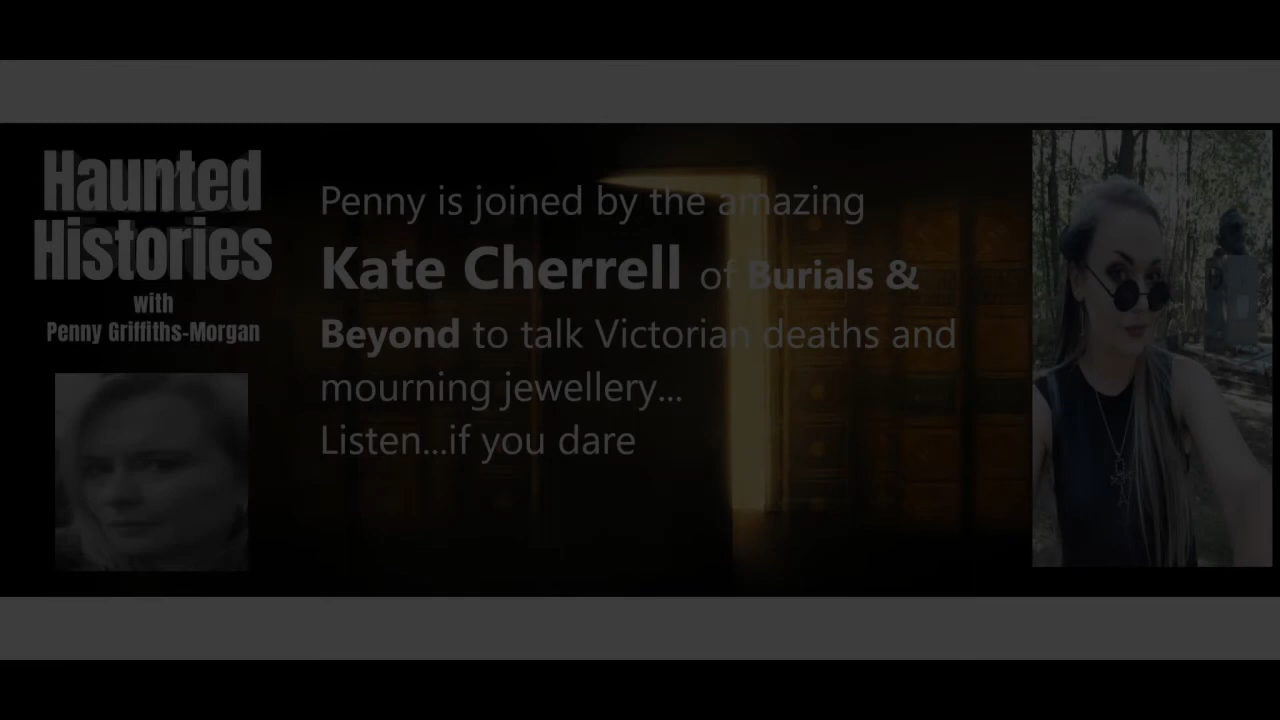 Haunted
Histories
with
Penny Griffiths-Morgan
Penny is joined by the amazing
Kate Cherrell of Burials &
Beyond to talk Victorian deaths and
mourning jewellery...
Listen...if you dare